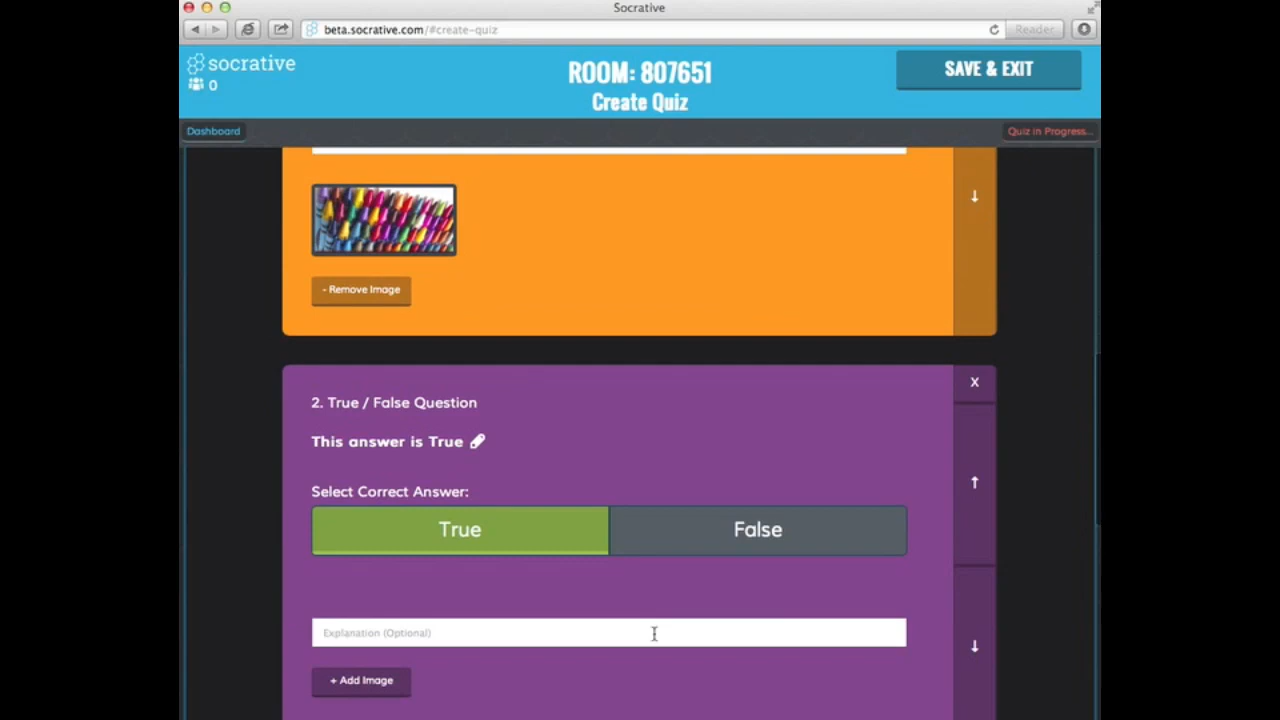 Socrative
beta.socrative.com/#create-quiz
Reader
socrative
0
ROOM: 807651
Create Quiz
SAVE & EXIT
Dashboard
Quiz in Progress...
- Remove Image
2. True / False Question
X
This answer is True
Select Correct Answer:
True
False
Explanation (Optional)
+ Add Image